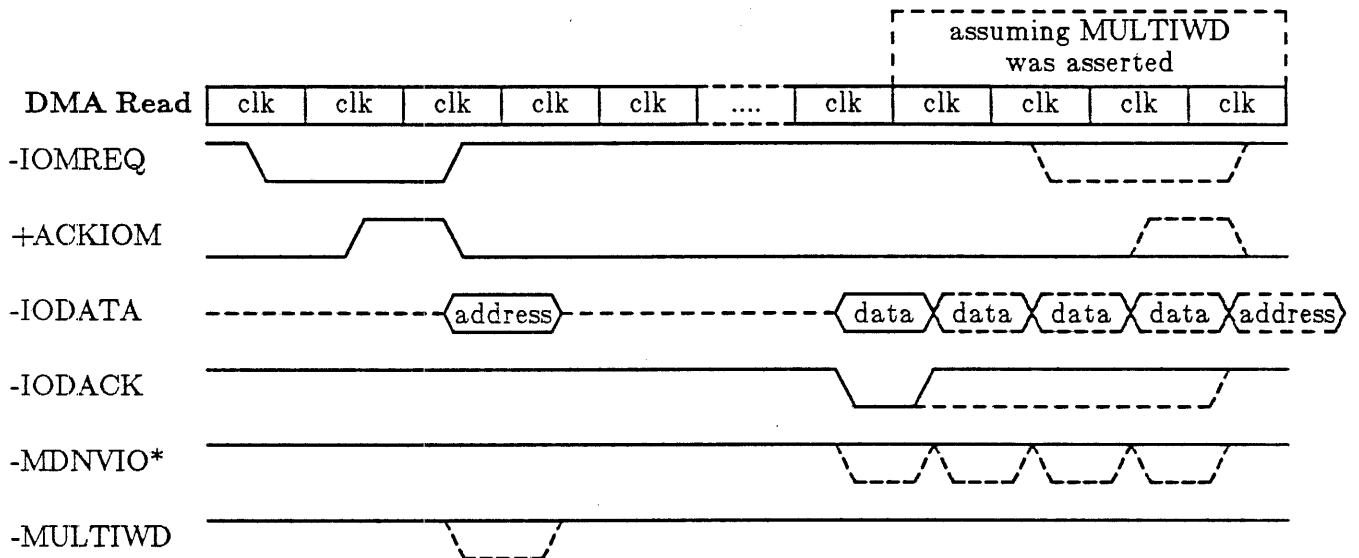 assuming MULTIWD
was asserted
DMA Read clk clk clk clk clk .... clk clk clk clk clk
-IOMREQ
+ACKIOM
-IODATA address data data data data address
-IODACK
-MDNVIO*
-MULTIWD